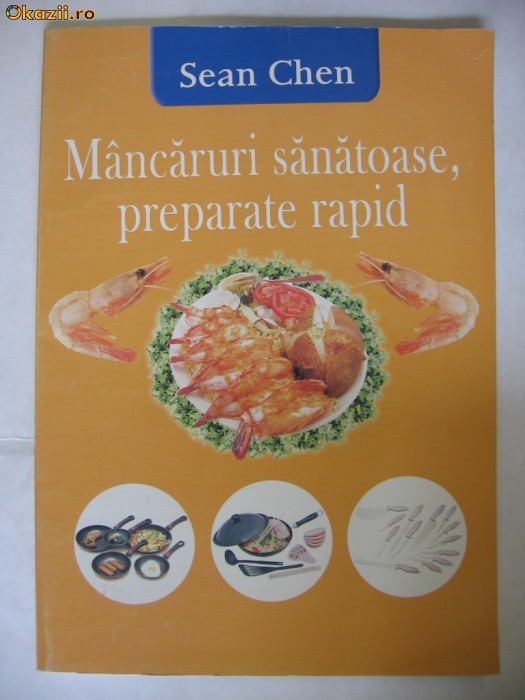 Okazii.ro
Sean Chen
Mâncăruri sănătoase,
preparate rapid